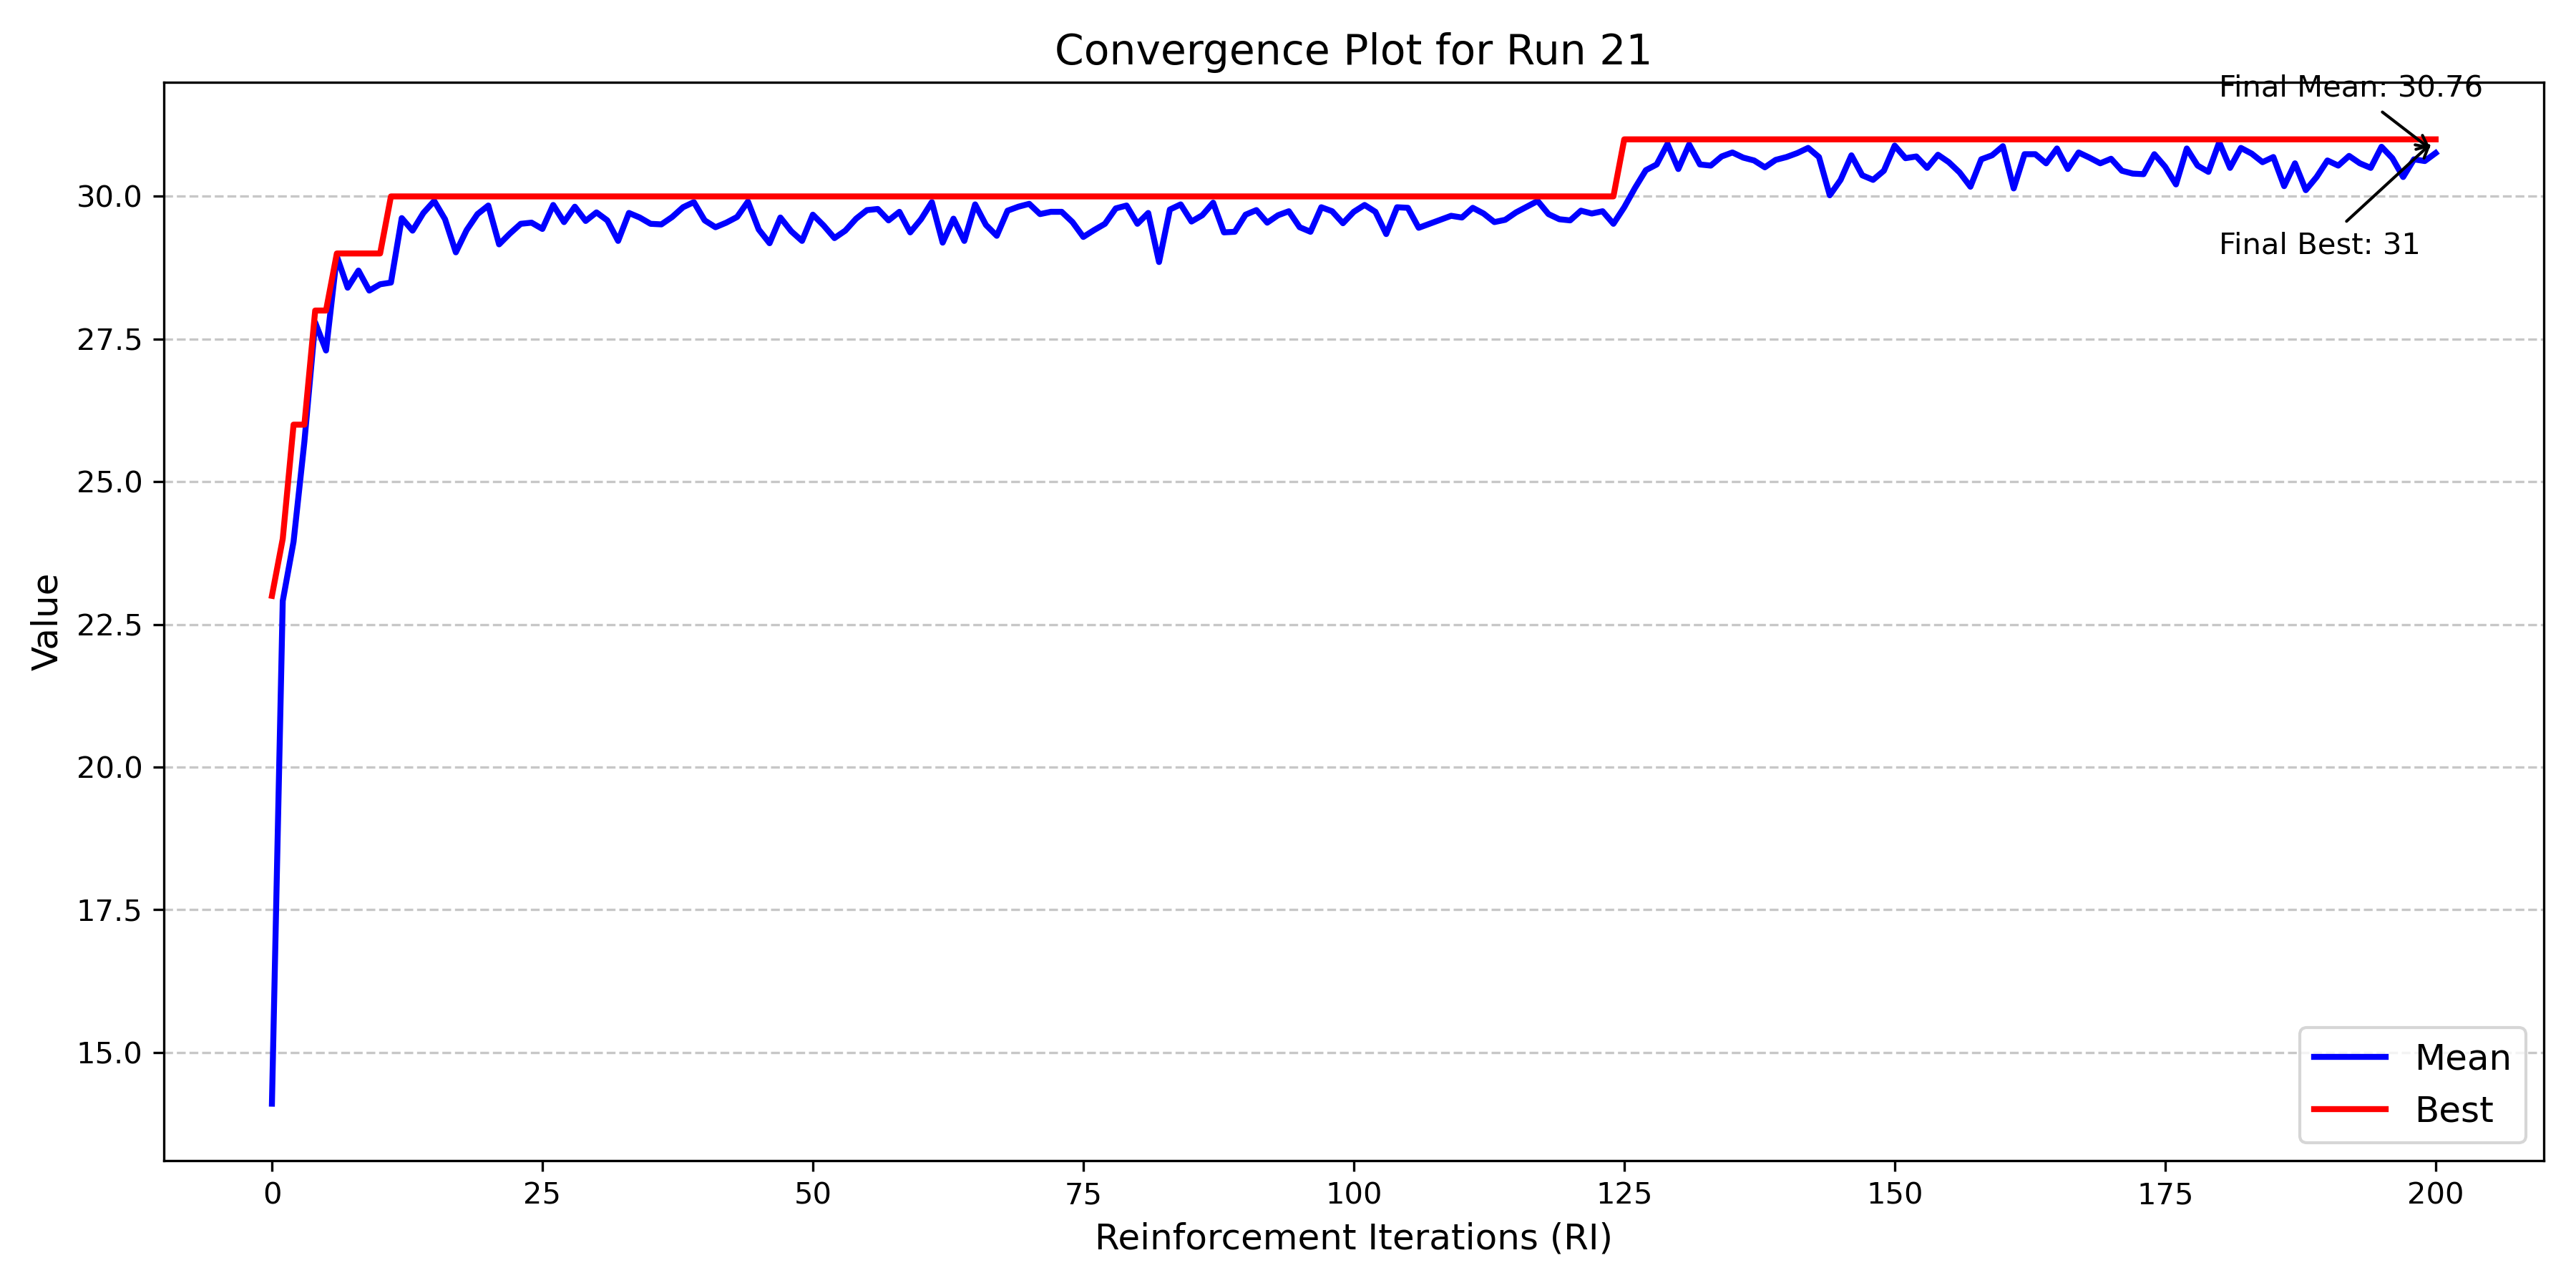 Convergence Plot for Run 21
Final Mean: 30.76
Final Best: 31
Value
30.0
27.5
25.0
22.5
20.0
17.5
15.0
0 25 50 75 100 125 150 175 200
Reinforcement Iterations (RI)
Mean
Best